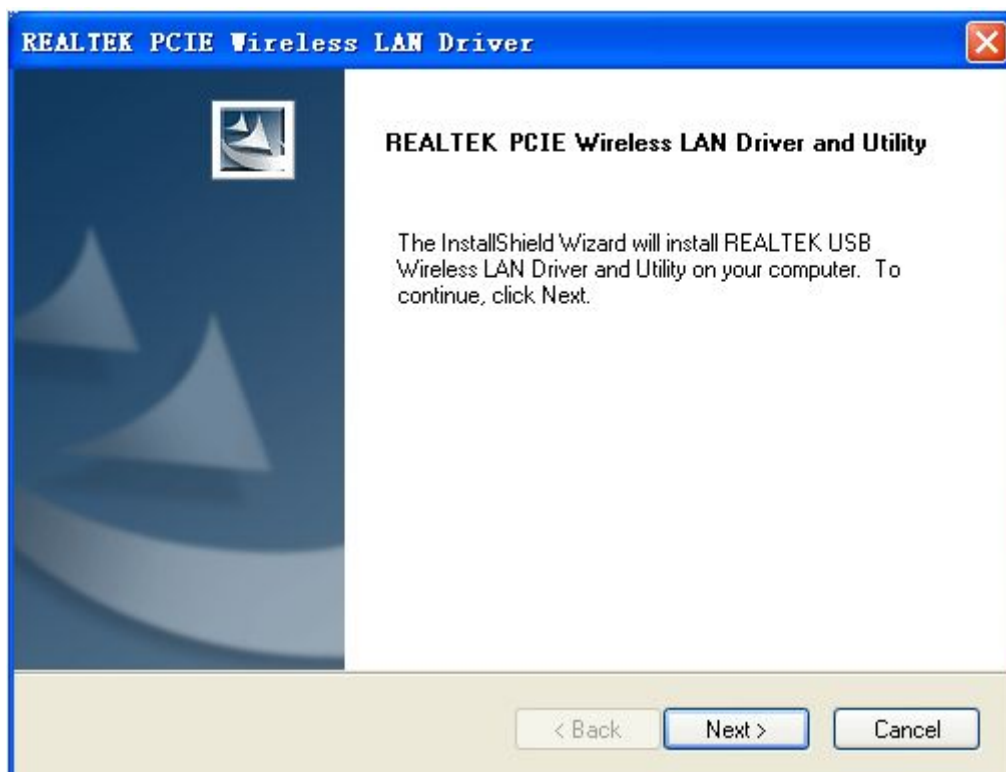 REALTEK PCIE Wireless LAN Driver
REALTEK PCIE Wireless LAN Driver and Utility
The InstallShield Wizard will install REALTEK USB
Wireless LAN Driver and Utility on your computer.  To
continue, click Next.
< Back
Next >
Cancel